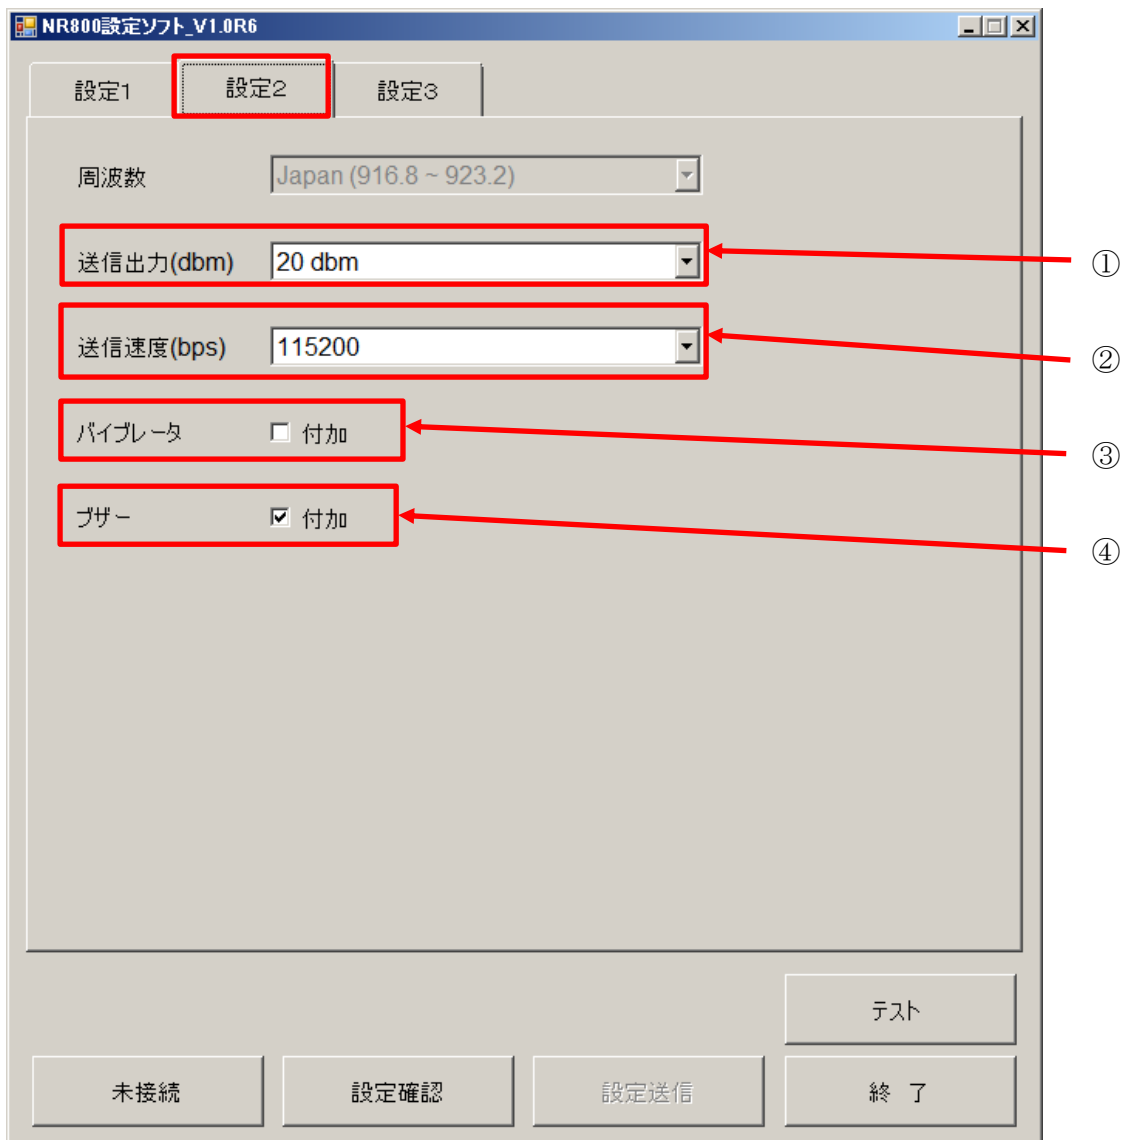 NR800設定ソフト_V1.0R6
設定1 設定2 設定3
周波数 Japan (916.8 ~ 923.2)
送信出力(dbm) 20 dbm ①
送信速度(bps) 115200 ②
バイブレータ 付加 ③
ブザー 付加 ④
テスト
未接続 設定確認 設定送信 終 了